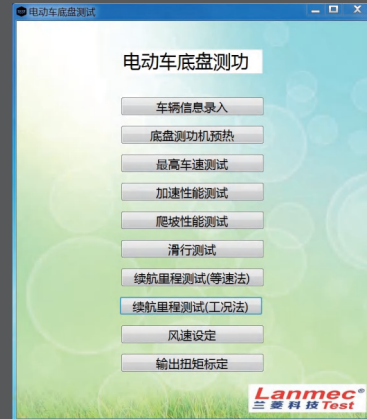 电动车底盘测试
电动车底盘测功
车辆信息录入
底盘测功机预热
最高车速测试
加速性能测试
爬坡性能测试
滑行测试
续航里程测试(等速法)
续航里程测试(工况法)
风速设定
输出扭矩标定
Lanmec®
兰菱科技Test